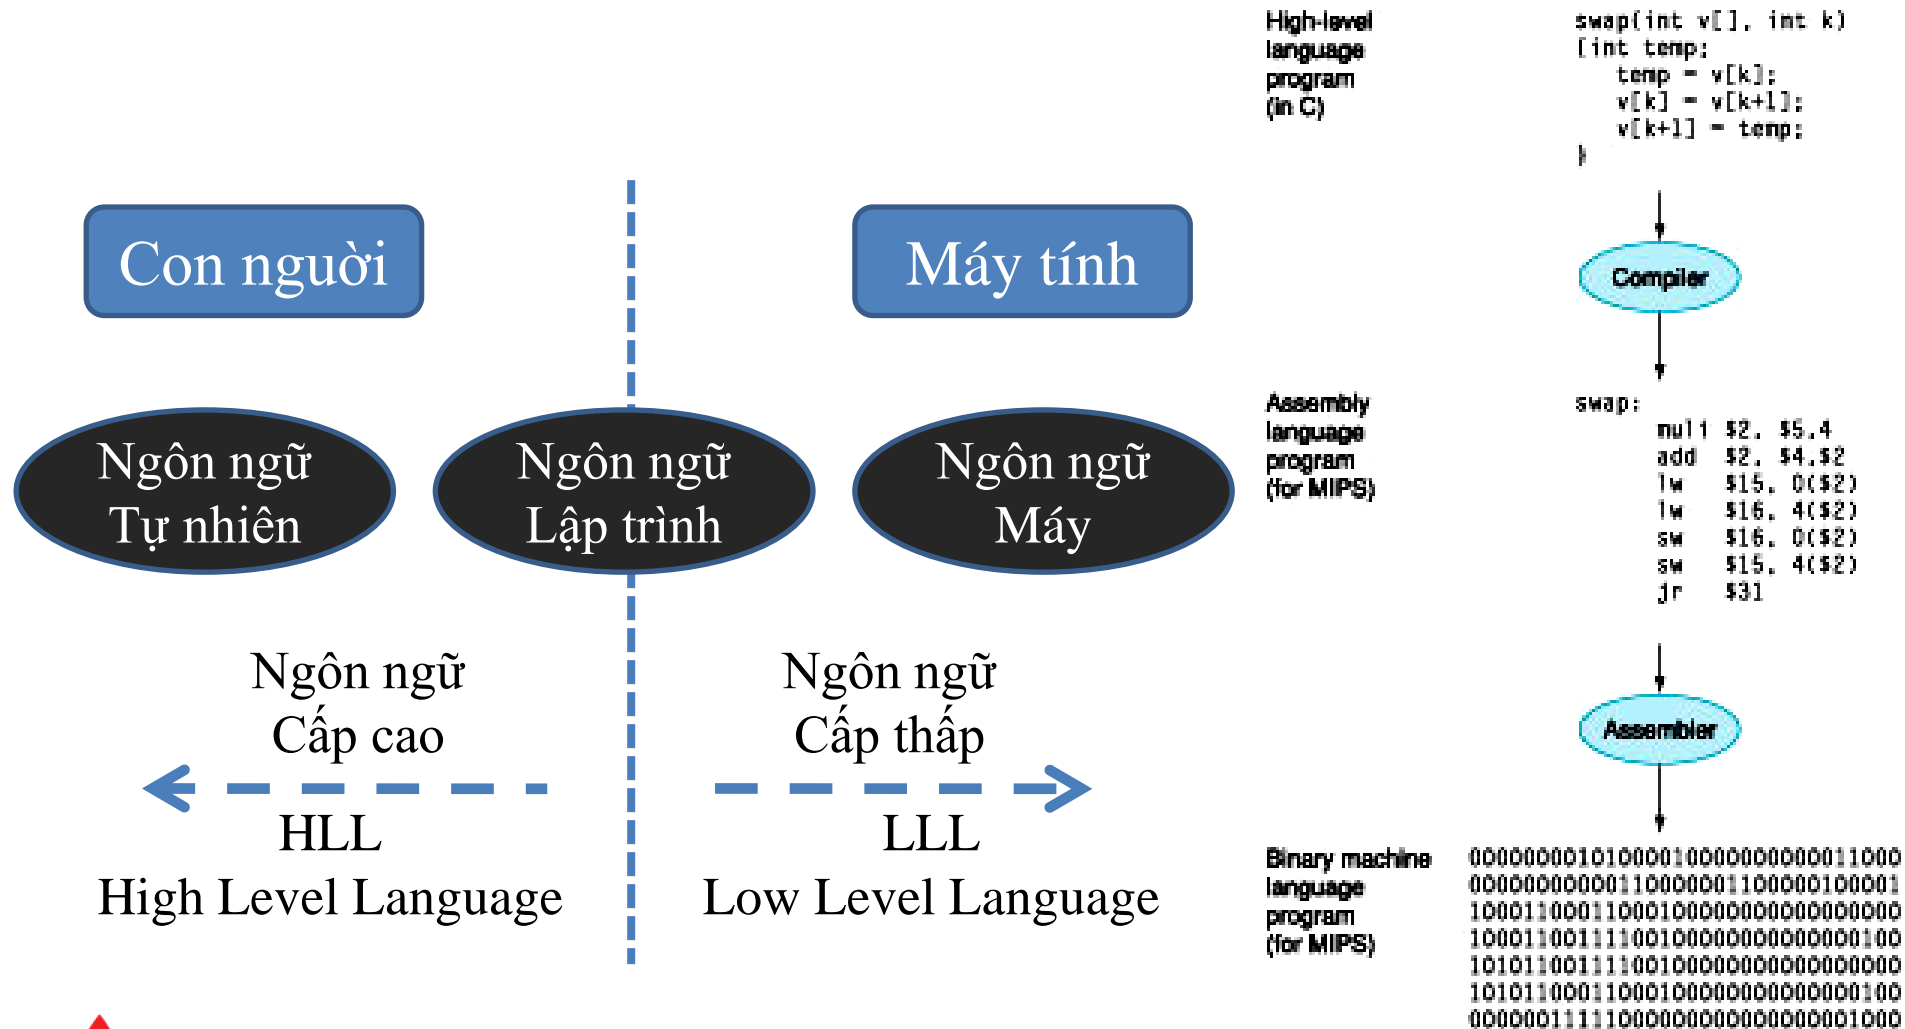 Con người
Máy tính
Ngôn ngữ
Tự nhiên
Ngôn ngữ
Lập trình
Ngôn ngữ
Máy
Ngôn ngữ
Cấp cao
HLL
High Level Language
Ngôn ngữ
Cấp thấp
LLL
Low Level Language
High-level
language
program
(in C)
swap(int v[], int k)
{int temp;
temp = v[k];
v[k] = v[k+1];
v[k+1] = temp;
}
Compiler
Assembly
language
program
(for MIPS)
swap:
muli $2, $5,4
add $2, $4,$2
lw $15, 0($2)
lw $16, 4($2)
sw $16, 0($2)
sw $15, 4($2)
jr $31
Assembler
Binary machine
language
program
(for MIPS)
00000000101000010000000000011000
00000000000110000001100000100001
10001100011000100000000000000000
10001100111100100000000000000100
10101100111100100000000000000000
10101100011000100000000000000100
00000011111000000000000000001000